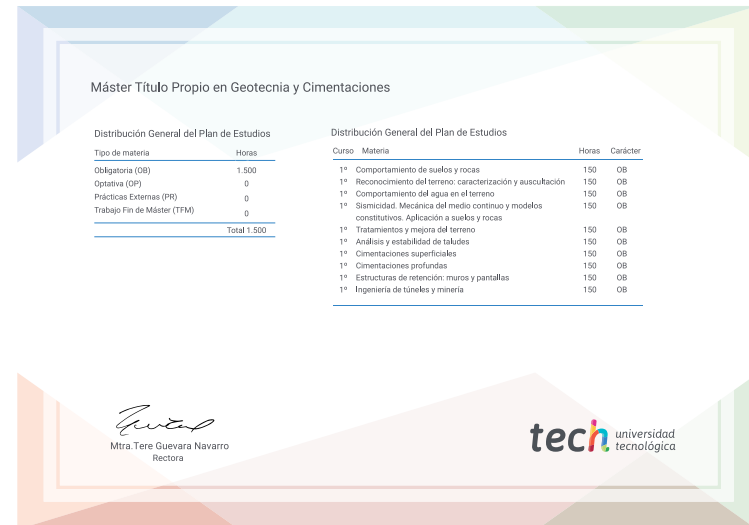 Máster Título Propio en Geotecnia y Cimentaciones
Distribución General del Plan de Estudios
Tipo de materia Horas
Obligatoria (OB) 1.500
Optativa (OP) 0
Prácticas Externas (PR) 0
Trabajo Fin de Máster (TFM) 0
Total 1.500
Distribución General del Plan de Estudios
Curso Materia Horas Carácter
1º Comportamiento de suelos y rocas 150 OB
1º Reconocimiento del terreno: caracterización y auscultación 150 OB
1º Comportamiento del agua en el terreno 150 OB
1º Sismicidad. Mecánica del medio continuo y modelos 150 OB
constitutivos. Aplicación a suelos y rocas
1º Tratamientos y mejora del terreno 150 OB
1º Análisis y estabilidad de taludes 150 OB
1º Cimentaciones superficiales 150 OB
1º Cimentaciones profundas 150 OB
1º Estructuras de retención: muros y pantallas 150 OB
1º Ingeniería de túneles y minería 150 OB
Mtra.Tere Guevara Navarro
Rectora
tech universidad
tecnológica